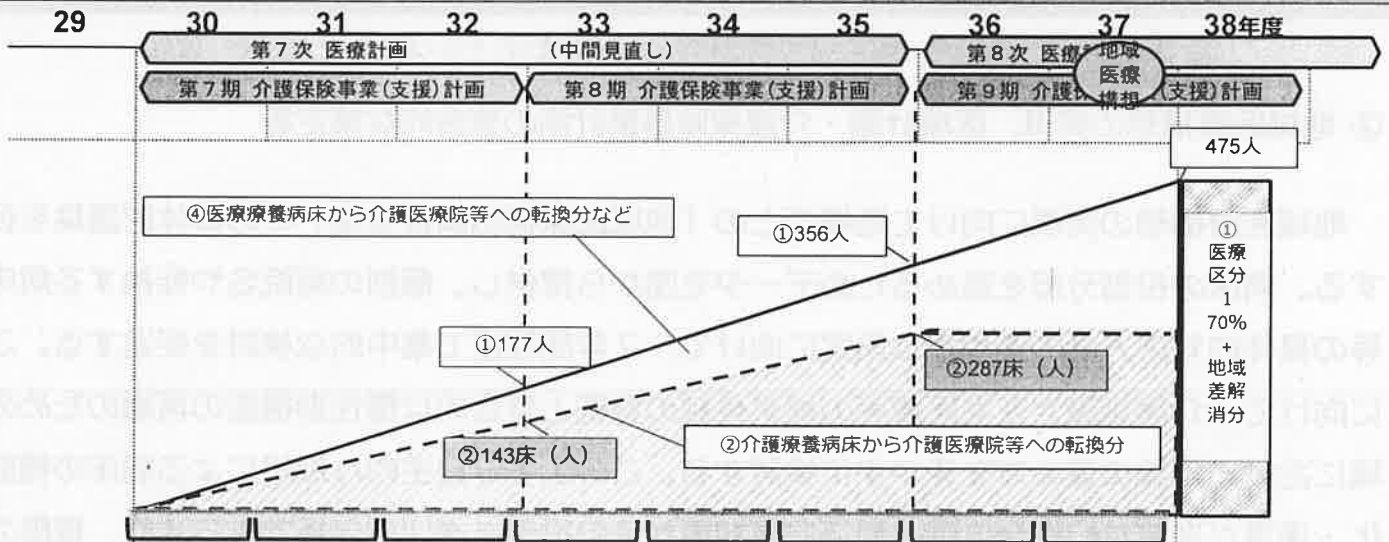 29 30 31 32 33 34 35 36 37 38年度
第7次 医療計画 (中間見直し) 第8次 医療
地域
医療
構想
第7期 介護保険事業(支援)計画 第8期 介護保険事業(支援)計画 第9期 介護保 (支援)計画
475人
④医療療養病床から介護医療院等への転換分など
①356人
①177人
②287床(人)
②143床(人)
②介護療養病床から介護医療院等への転換分
①
医療
区分
1
70%
+
地域
差解
消分